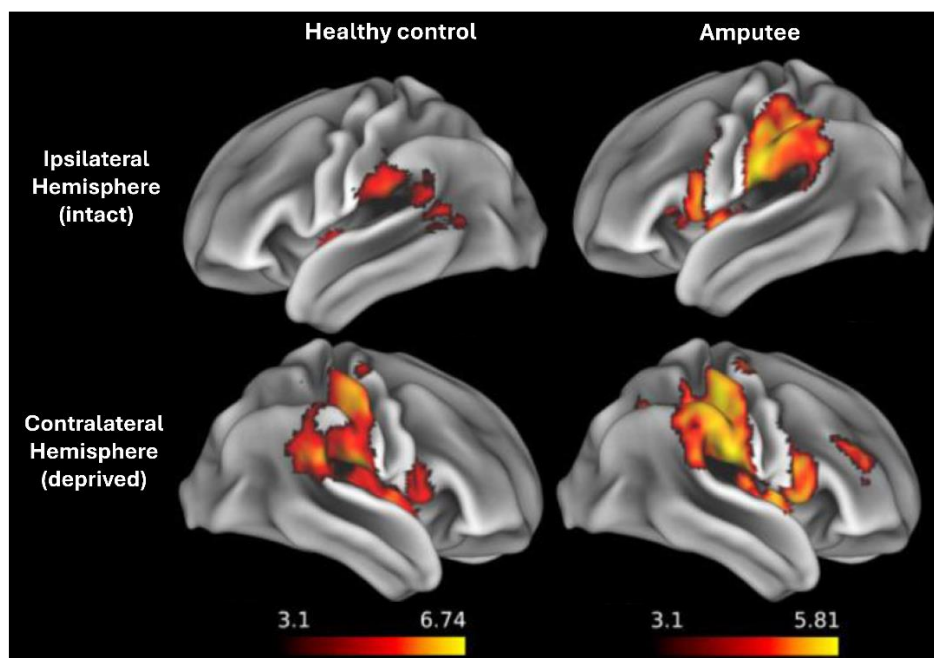 Healthy control
Amputee
Ipsilateral
Hemisphere
(intact)
Contralateral
Hemisphere
(deprived)
3.1 6.74
3.1 5.81